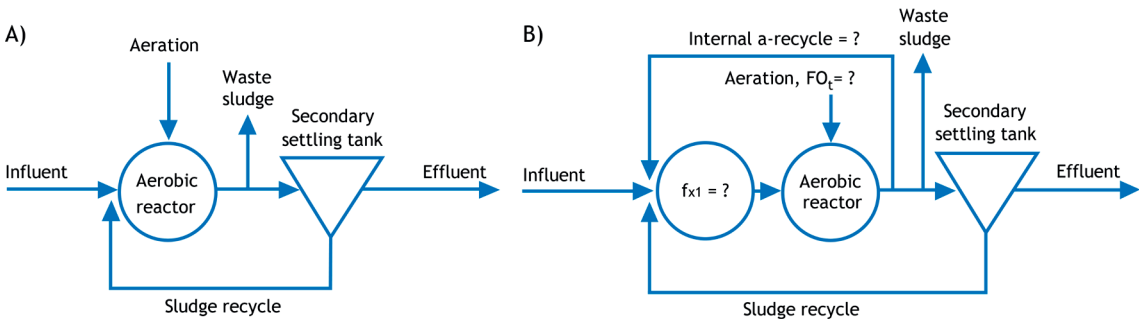 A)
Aeration
Waste
sludge
Secondary
settling tank
Influent
Aerobic
reactor
Effluent
Sludge recycle
B)
Internal a-recycle = ?
Waste
sludge
Aeration, FOt= ?
Secondary
settling tank
Influent
fx1 = ?
Aerobic
reactor
Effluent
Sludge recycle